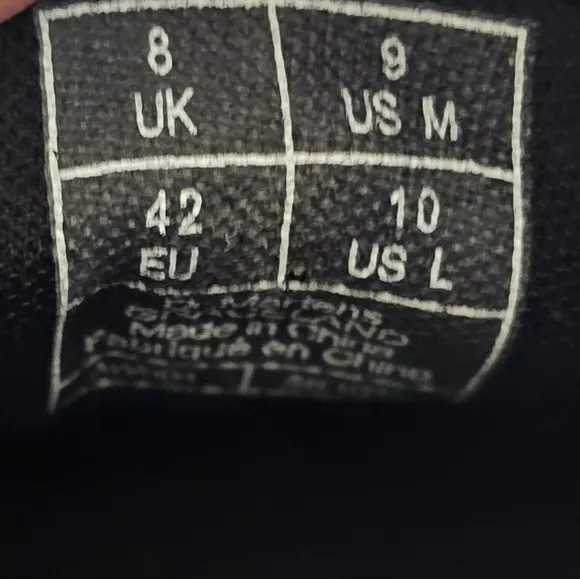 8
UK
9
US M
42
EU
10
US L
Dr. Martens
Made in China
Fabriqué en Chine